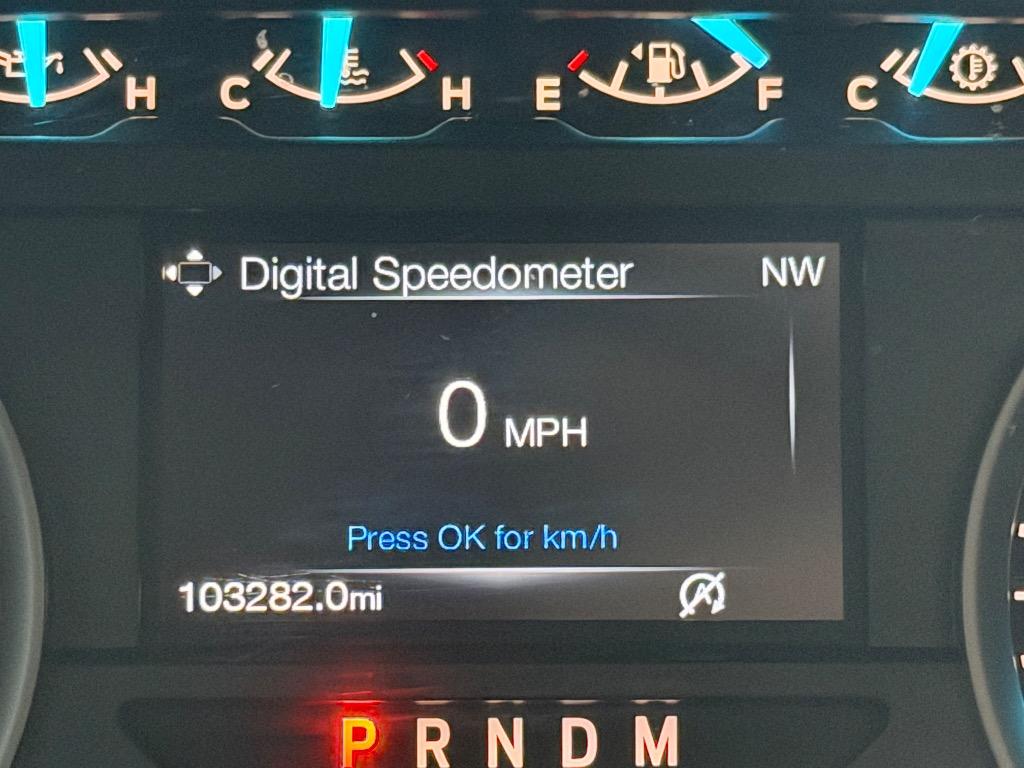 H C H E F C
Digital Speedometer NW
0 MPH
Press OK for km/h
103282.0mi
P R N D M